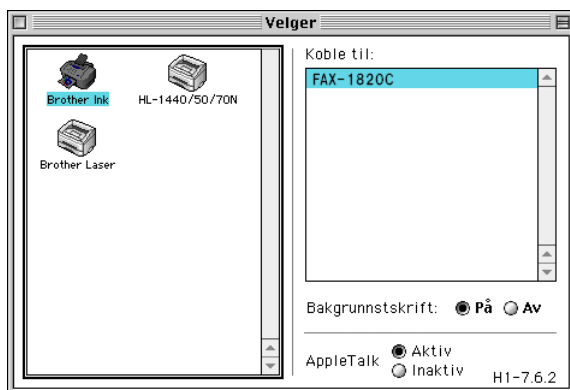 Velger
Brother Ink
HL-1440/50/70N
Brother Laser
Koble til:
FAX-1820C
Bakgrunnstskrift: På Av
AppleTalk
Aktiv
Inaktiv
H1-7.6.2